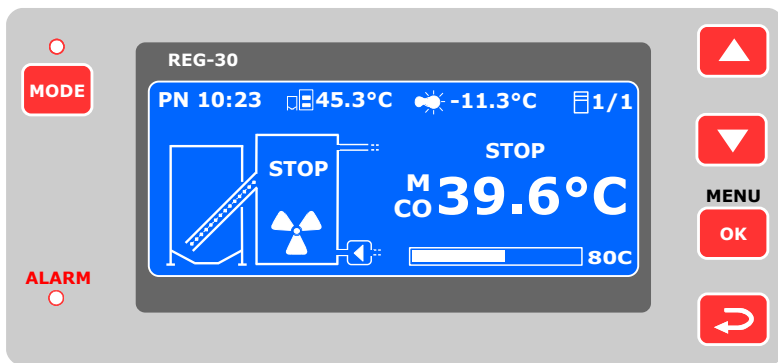 REG-30
MODE
PN 10:23 45.3°C -11.3°C 1/1
STOP
STOP
M
CO 39.6°C
80C
MENU
OK
ALARM